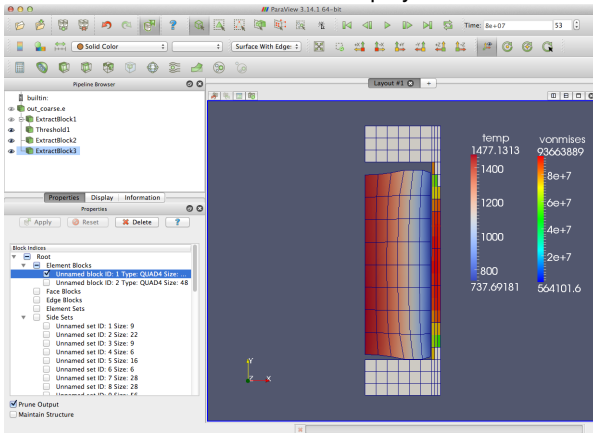 ParaView 3.14.1 64-bit
Time: 8e+07 53
Solid Color Surface With Edge:
Pipeline Browser
Layout #1 +
builtin:
out_coarse.e
ExtractBlock1
Threshold1
ExtractBlock2
ExtractBlock3
Properties Display Information
Properties
Apply Reset Delete ?
Block Indices
Root
Element Blocks
Unnamed block ID: 1 Type: QUAD4 Size: ...
Unnamed block ID: 2 Type: QUAD4 Size: 48
Face Blocks
Edge Blocks
Element Sets
Side Sets
Unnamed set ID: 1 Size: 9
Unnamed set ID: 2 Size: 22
Unnamed set ID: 3 Size: 9
Unnamed set ID: 4 Size: 6
Unnamed set ID: 5 Size: 16
Unnamed set ID: 6 Size: 6
Unnamed set ID: 7 Size: 28
Unnamed set ID: 8 Size: 28
Prune Output
Maintain Structure
temp
1477.1313
1400
1200
1000
800
737.69181
vonmises
93663889
8e+7
6e+7
4e+7
2e+7
564101.6
Y
Z X